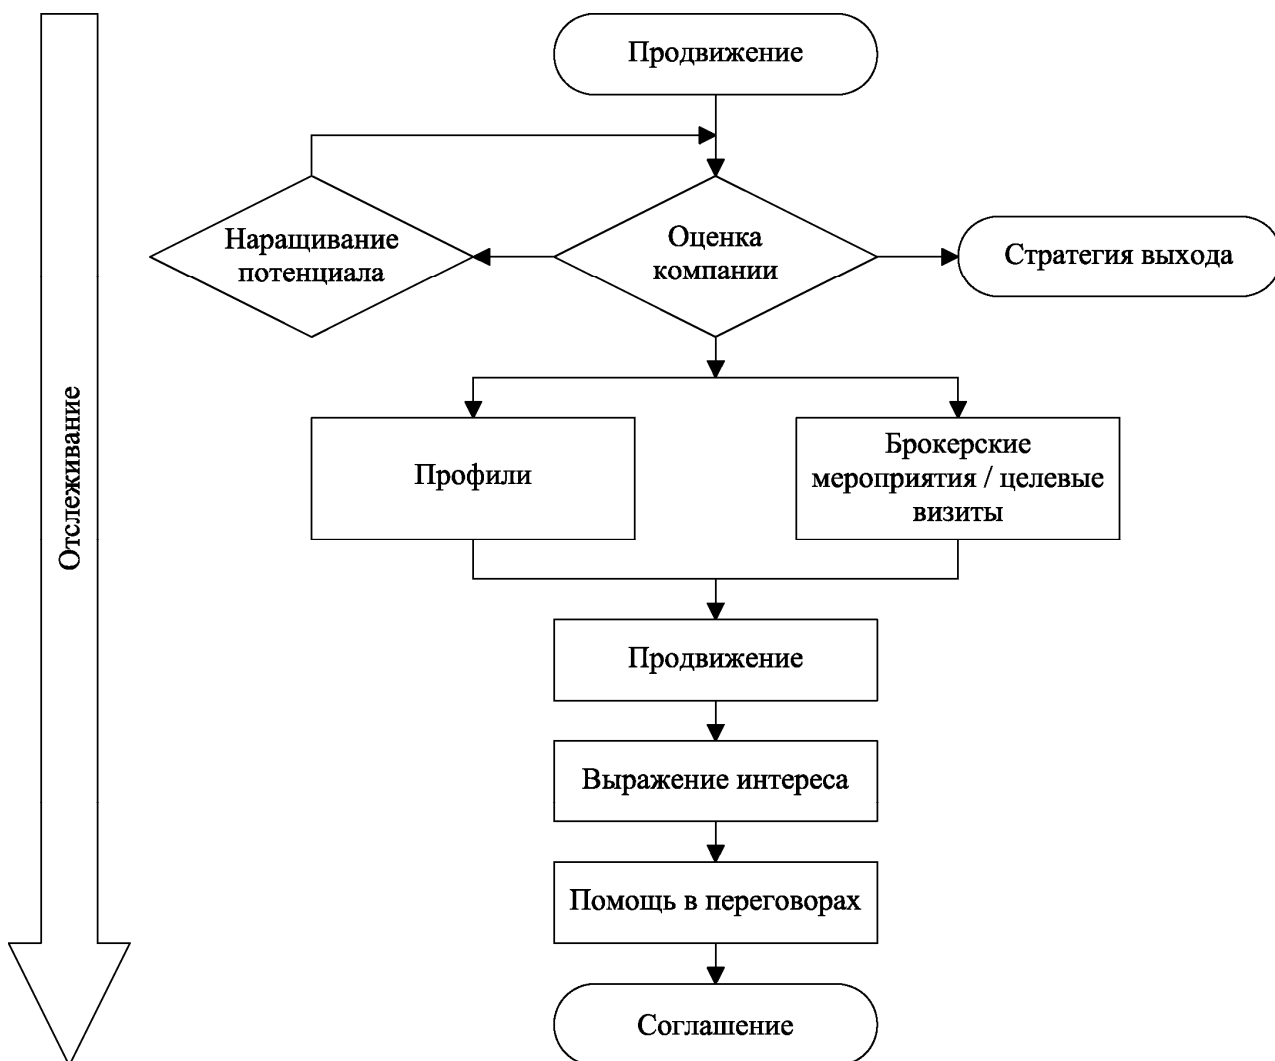 Продвижение
Наращивание
потенциала
Оценка
компании
Стратегия выхода
Отслеживание
Профили
Брокерские
мероприятия / целевые
визиты
Продвижение
Выражение интереса
Помощь в переговорах
Соглашение